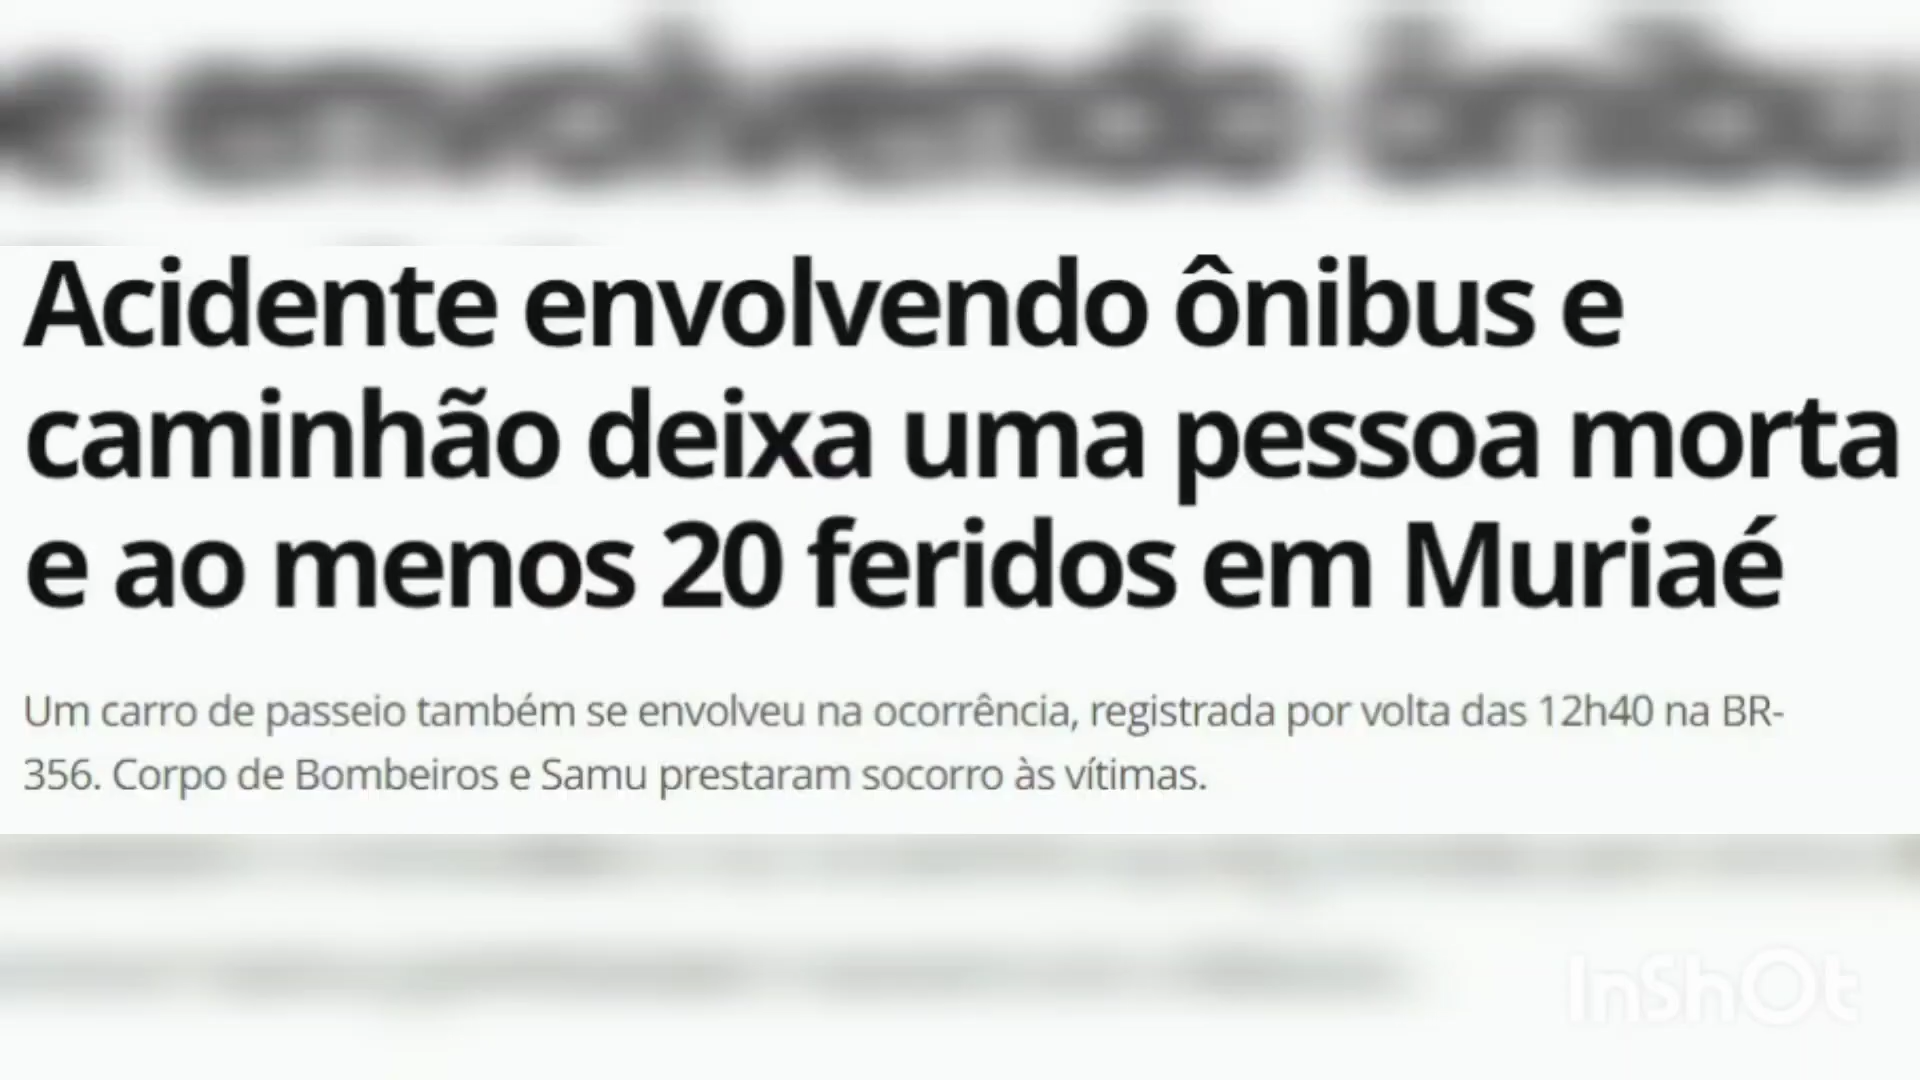 Acidente envolvendo ônibus e
caminhão deixa uma pessoa morta
e ao menos 20 feridos em Muriaé
Um carro de passeio também se envolveu na ocorrência, registrada por volta das 12h40 na BR-
356. Corpo de Bombeiros e Samu prestaram socorro às vítimas.
InShOt